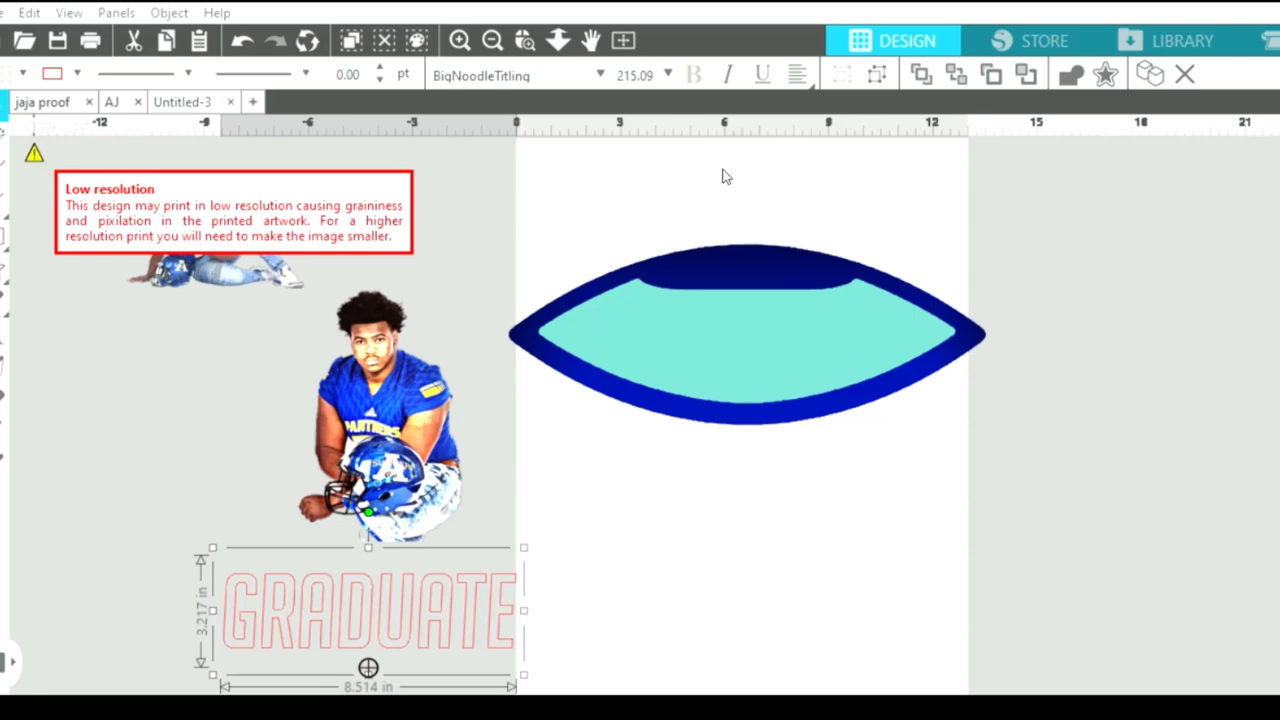 Edit View Panels Object Help
DESIGN STORE LIBRARY
0.00 pt BigNoodleTitling 215.09 B I U
jaja proof × AJ × Untitled-3 × +
-12 -9 -6 -3 0 3 6 9 12 15 18 21
Low resolution
This design may print in low resolution causing graininess
and pixilation in the printed artwork. For a higher
resolution print you will need to make the image smaller.
PANTHERS
GRADUATE
3.217 in
8.514 in